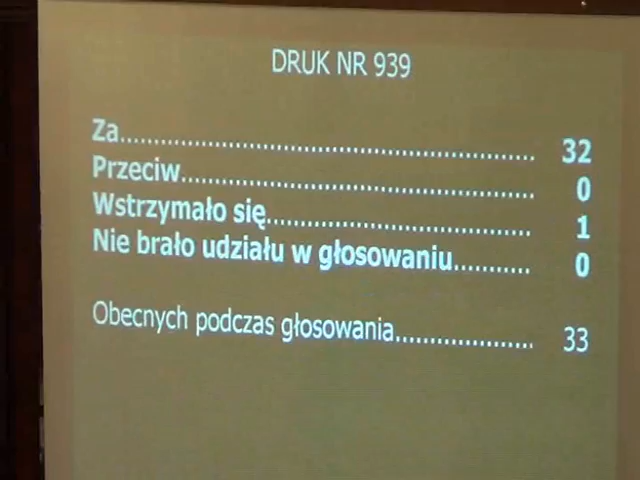 DRUK NR 939
Za........................................................... 32
Przeciw.................................................... 0
Wstrzymało się...................................... 1
Nie brało udziału w głosowaniu........... 0
Obecnych podczas głosowania.................... 33